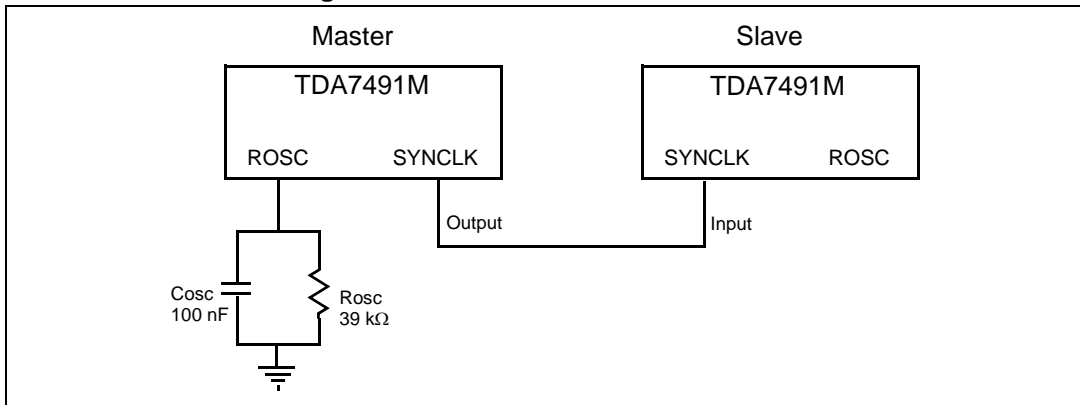 Master
Slave
TDA7491M
TDA7491M
ROSC
SYNCLK
SYNCLK
ROSC
Output
Input
Cosc
100 nF
Rosc
39 kΩ